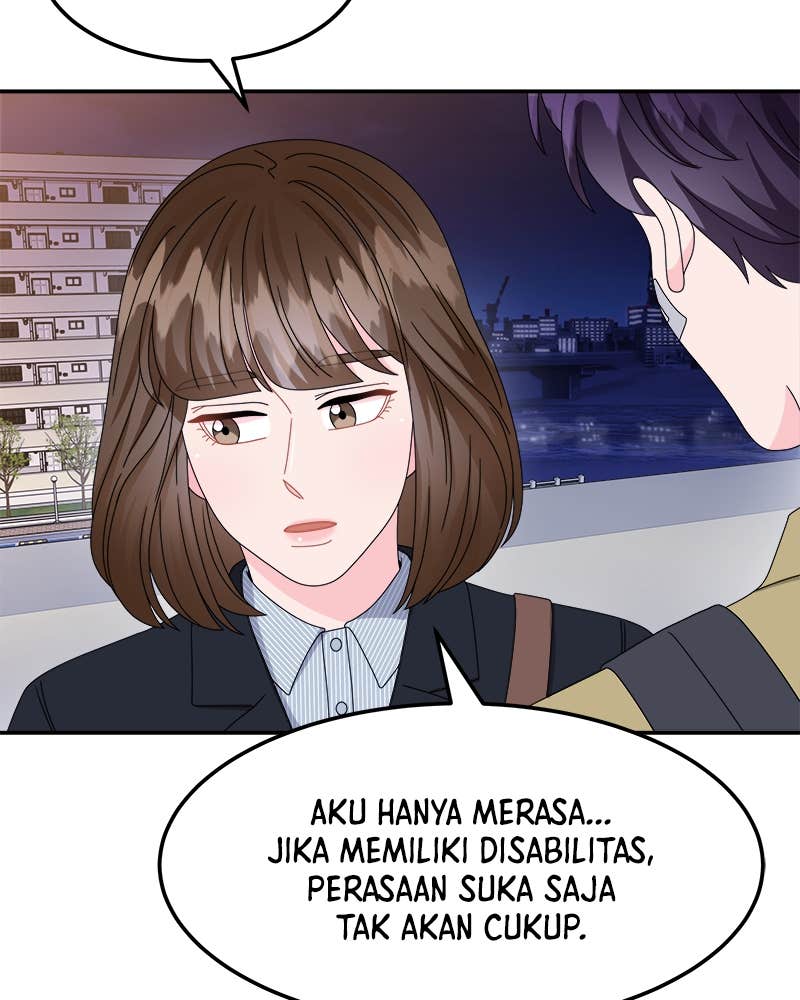 AKU HANYA MERASA...
JIKA MEMILIKI DISABILITAS,
PERASAAN SUKA SAJA
TAK AKAN CUKUP.